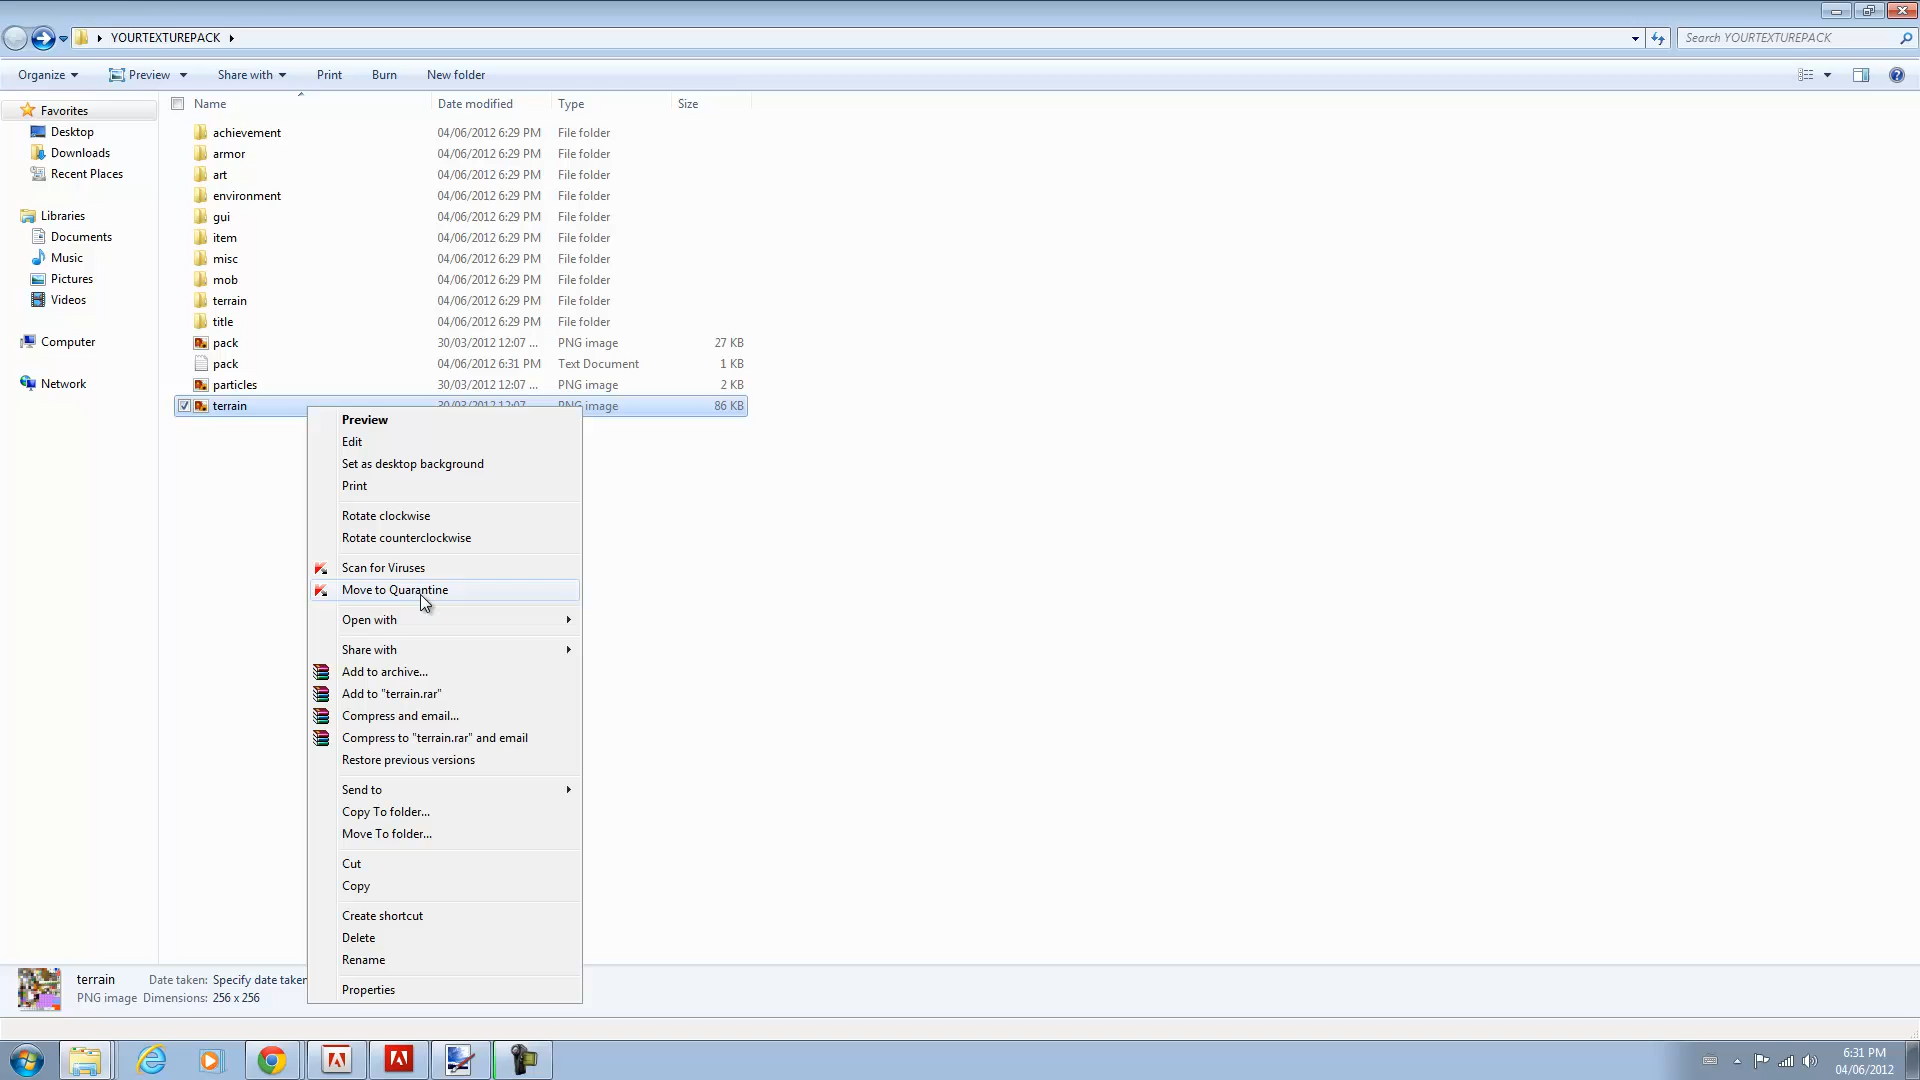 YOURTEXTUREPACK
Search YOURTEXTUREPACK
Organize Preview Share with Print Burn New folder
Name Date modified Type Size
Favorites
Desktop
Downloads
Recent Places
Libraries
Documents
Music
Pictures
Videos
Computer
Network
achievement 04/06/2012 6:29 PM File folder
armor 04/06/2012 6:29 PM File folder
art 04/06/2012 6:29 PM File folder
environment 04/06/2012 6:29 PM File folder
gui 04/06/2012 6:29 PM File folder
item 04/06/2012 6:29 PM File folder
misc 04/06/2012 6:29 PM File folder
mob 04/06/2012 6:29 PM File folder
terrain 04/06/2012 6:29 PM File folder
title 04/06/2012 6:29 PM File folder
pack 30/03/2012 12:07 ... PNG image 27 KB
pack 04/06/2012 6:31 PM Text Document 1 KB
particles 30/03/2012 12:07 ... PNG image 2 KB
terrain 30/03/2012 12:07 PNG image 86 KB
Preview
Edit
Set as desktop background
Print
Rotate clockwise
Rotate counterclockwise
Scan for Viruses
Move to Quarantine
Open with
Share with
Add to archive...
Add to "terrain.rar"
Compress and email...
Compress to "terrain.rar" and email
Restore previous versions
Send to
Copy To folder...
Move To folder...
Cut
Copy
Create shortcut
Delete
Rename
Properties
terrain Date taken: Specify date taken
PNG image Dimensions: 256 x 256
6:31 PM
04/06/2012